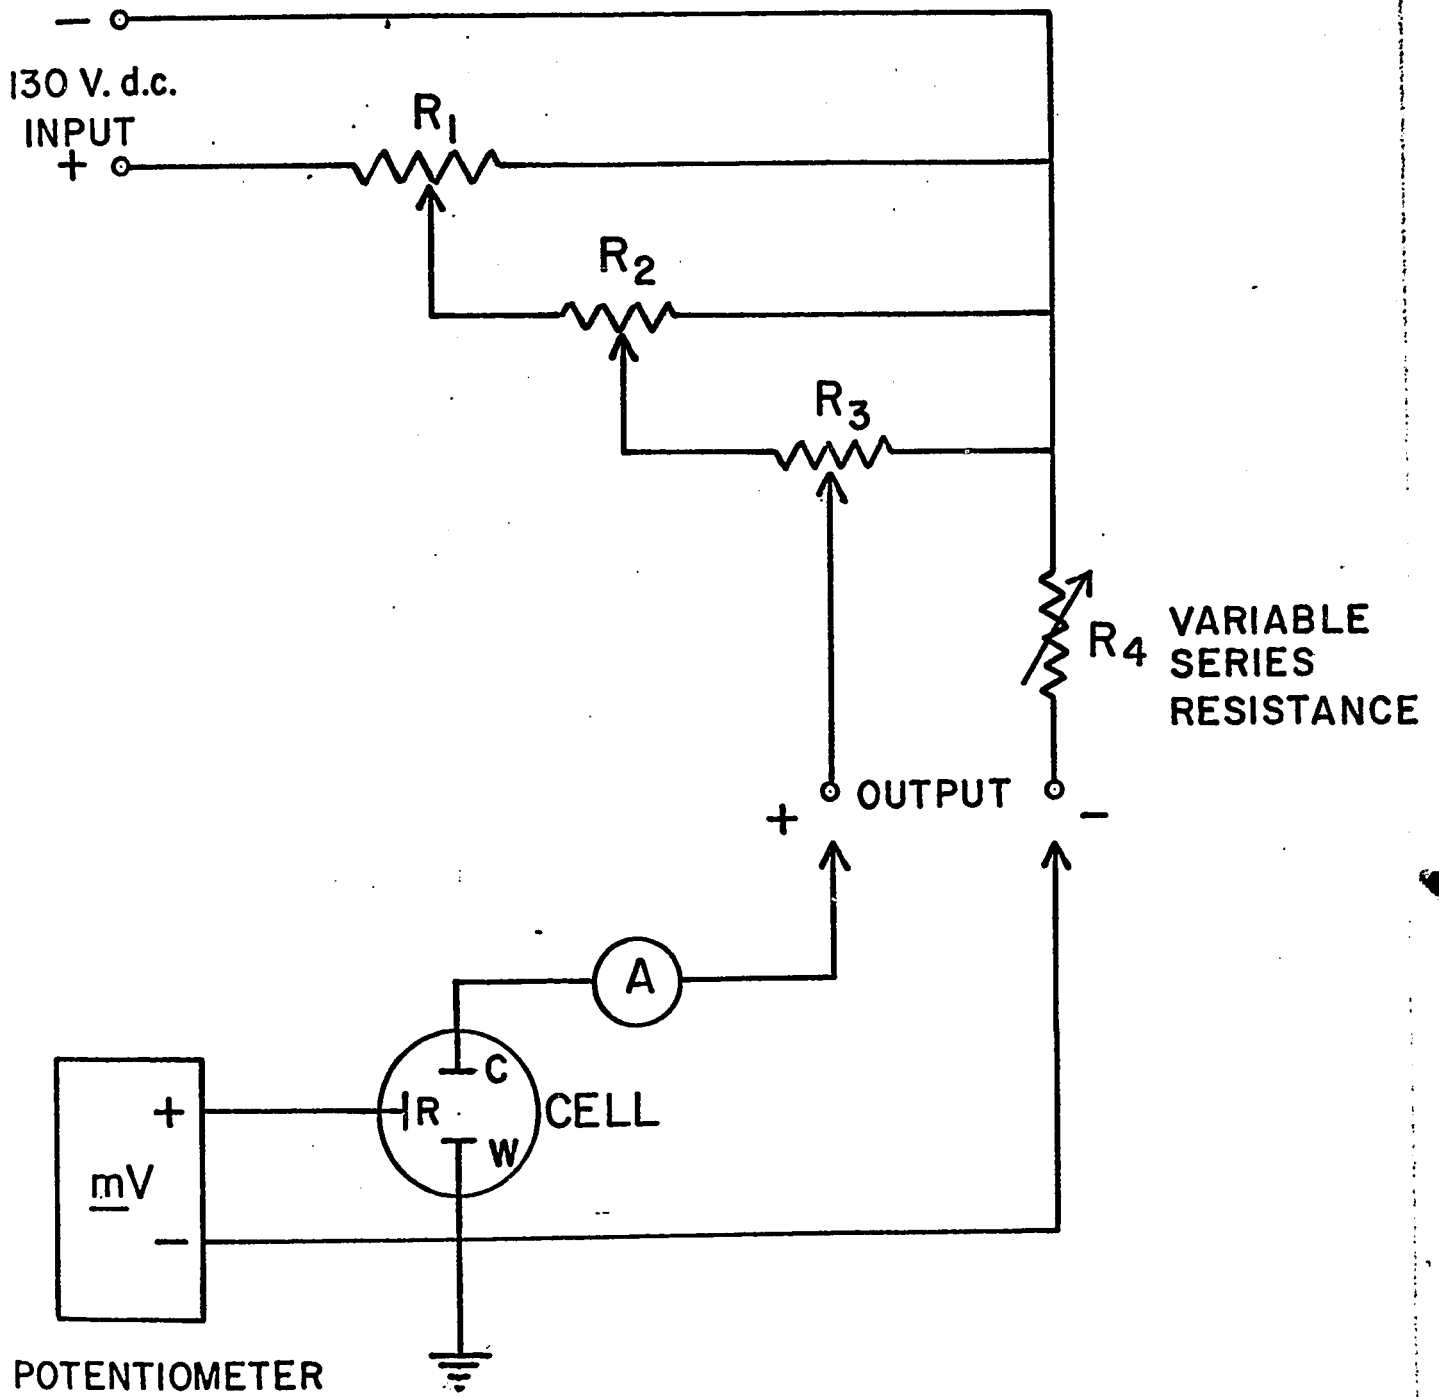 −
130 V. d.c.
INPUT
+
R1
R2
R3
R4
VARIABLE
SERIES
RESISTANCE
OUTPUT
+
−
A
C
R
W
CELL
+
mV
−
POTENTIOMETER